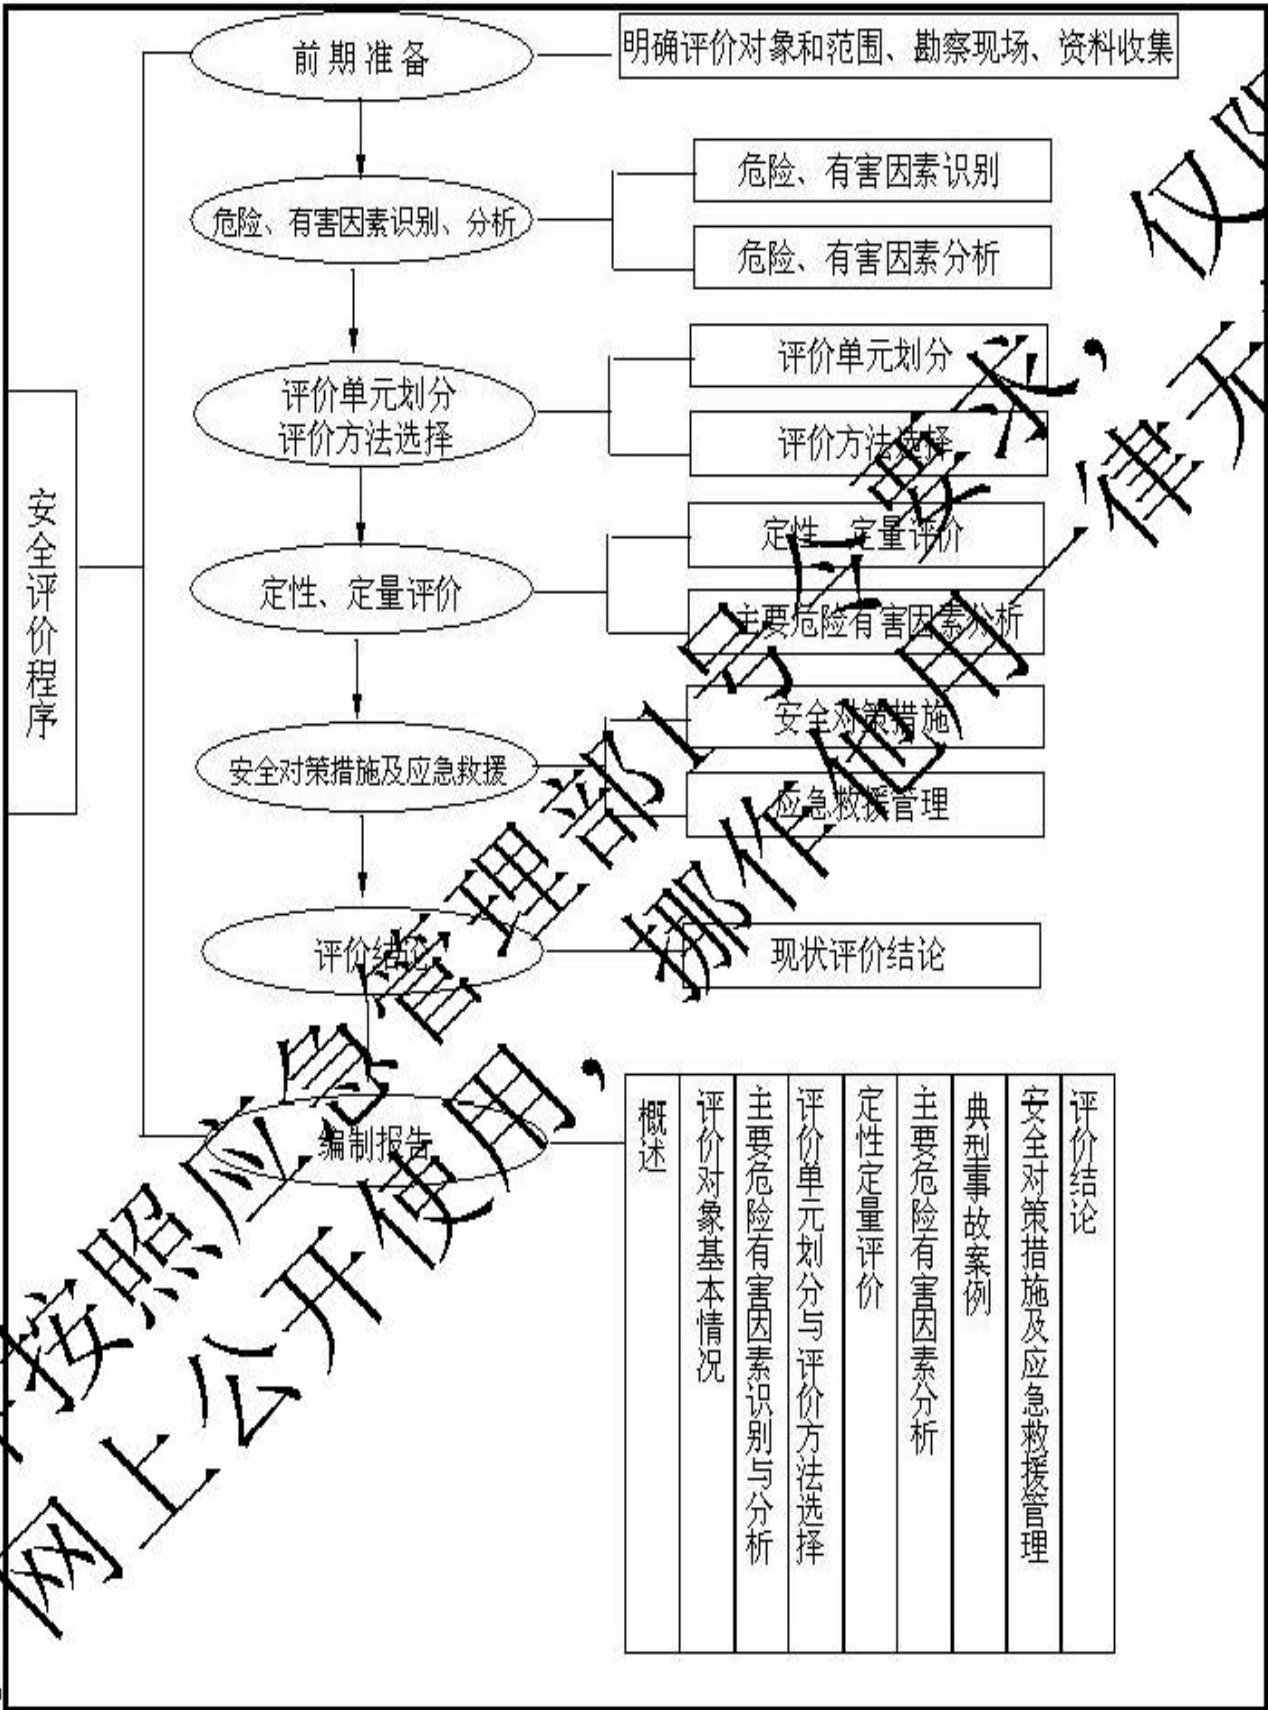 前期准备
明确评价对象和范围、勘察现场、资料收集
危险、有害因素识别、分析
危险、有害因素识别
危险、有害因素分析
评价单元划分
评价方法选择
评价单元划分
评价方法选择
安全评价程序
定性、定量评价
定性、定量评价
主要危险有害因素分析
安全对策措施及应急救援
安全对策措施
应急救援管理
评价结论
现状评价结论
编制报告
概述
评价对象基本情况
主要危险有害因素识别与分析
评价单元划分与评价方法选择
定性定量评价
主要危险有害因素分析
典型事故案例
安全对策措施及应急救援管理
评价结论
按照应急管理部1号令要求，仅
网上公开使用，挪作他用一律无